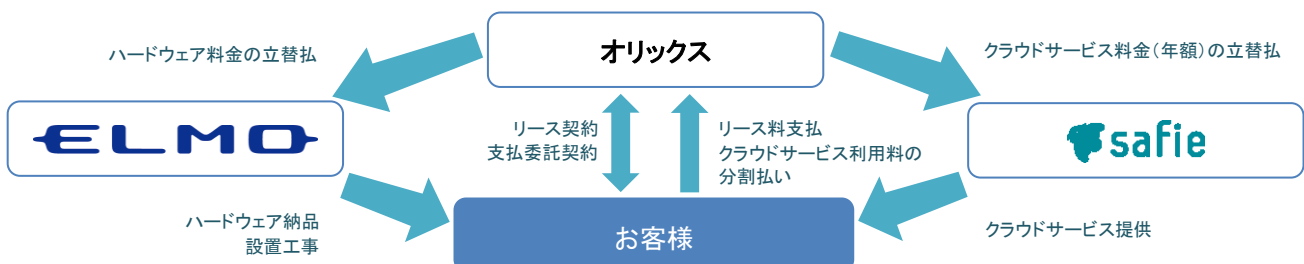 オリックス
ハードウェア料金の立替払
クラウドサービス料金(年額)の立替払
ELMO
リース契約
支払委託契約
リース料支払
クラウドサービス利用料の
分割払い
safie
ハードウェア納品
設置工事
お客様
クラウドサービス提供